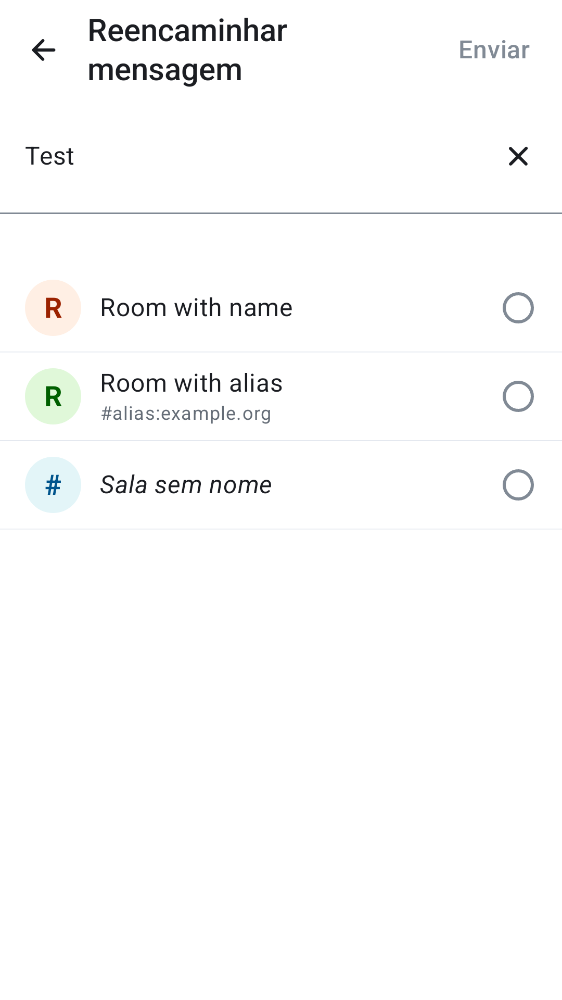 Reencaminhar
mensagem
Enviar
Test
R
Room with name
R
Room with alias
#alias:example.org
#
Sala sem nome